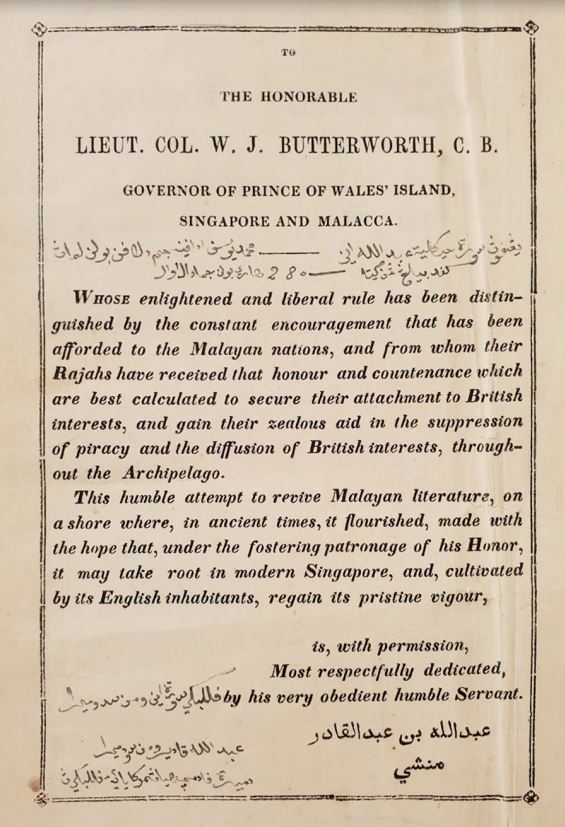 TO
THE HONORABLE
LIEUT. COL. W. J. BUTTERWORTH, C. B.
GOVERNOR OF PRINCE OF WALES' ISLAND,
SINGAPORE AND MALACCA.
WHOSE enlightened and liberal rule has been distin-
guished by the constant encouragement that has been
afforded to the Malayan nations, and from whom their
Rajahs have received that honour and countenance which
are best calculated to secure their attachment to British
interests, and gain their zealous aid in the suppression
of piracy and the diffusion of British interests, through-
out the Archipelago.
This humble attempt to revive Malayan literature, on
a shore where, in ancient times, it flourished, made with
the hope that, under the fostering patronage of his Honor,
it may take root in modern Singapore, and, cultivated
by its English inhabitants, regain its pristine vigour,
is, with permission,
Most respectfully dedicated,
by his very obedient humble Servant.
عبدالله بن عبدالقادر
منشي